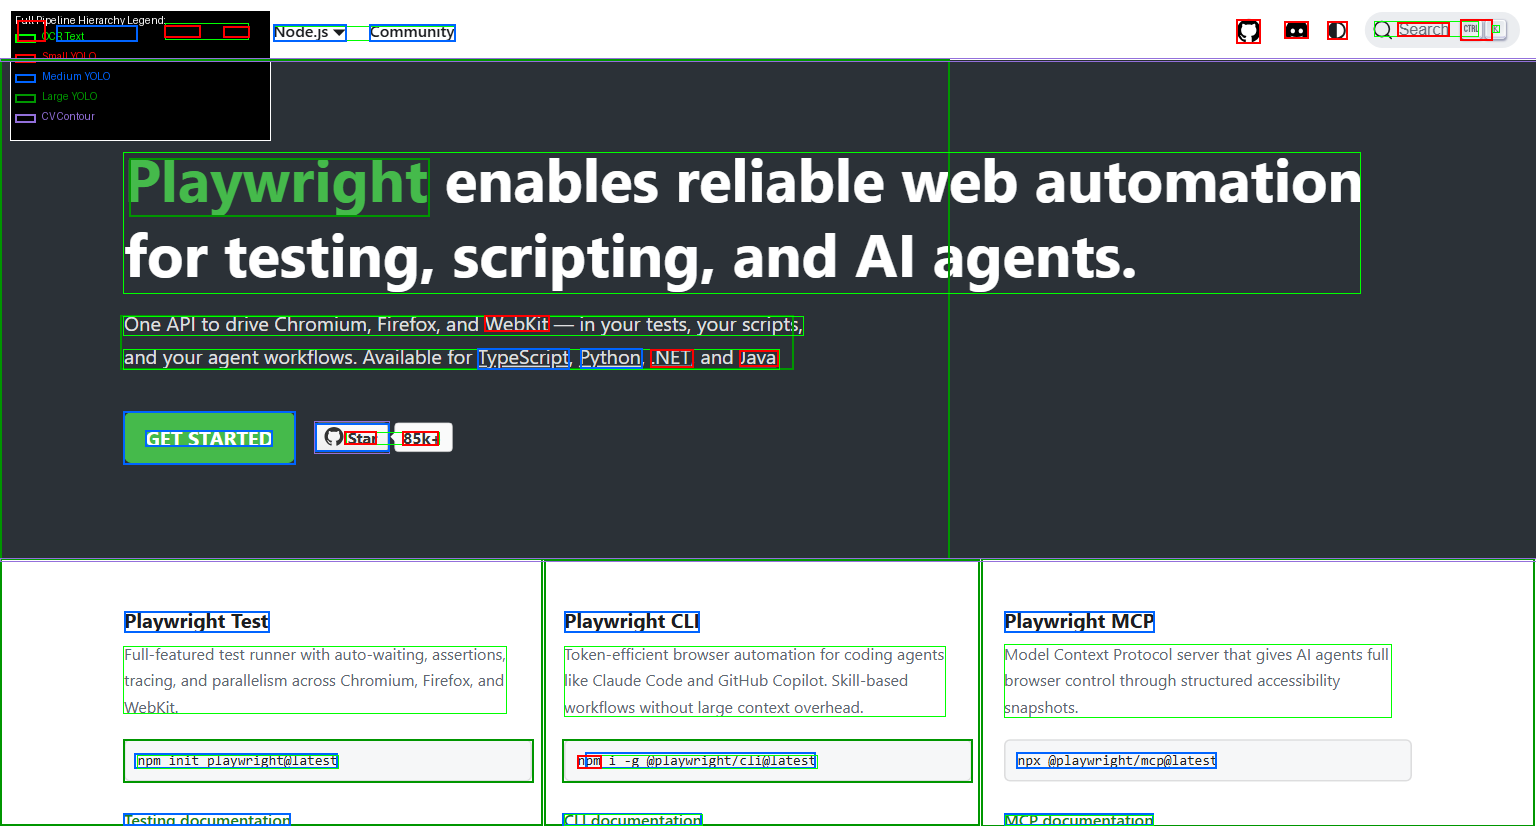 Full Pipeline Hierarchy Legend:
OCR Text
Small YOLO
Medium YOLO
Large YOLO
CV Contour
Node.js
Community
Search
CTRL K
Playwright enables reliable web automation
for testing, scripting, and AI agents.
One API to drive Chromium, Firefox, and WebKit — in your tests, your scripts,
and your agent workflows. Available for TypeScript, Python, .NET, and Java.
GET STARTED
Star
85k+
Playwright Test
Full-featured test runner with auto-waiting, assertions,
tracing, and parallelism across Chromium, Firefox, and
WebKit.
npm init playwright@latest
Testing documentation
Playwright CLI
Token-efficient browser automation for coding agents
like Claude Code and GitHub Copilot. Skill-based
workflows without large context overhead.
npm i -g @playwright/cli@latest
CLI documentation
Playwright MCP
Model Context Protocol server that gives AI agents full
browser control through structured accessibility
snapshots.
npx @playwright/mcp@latest
MCP documentation